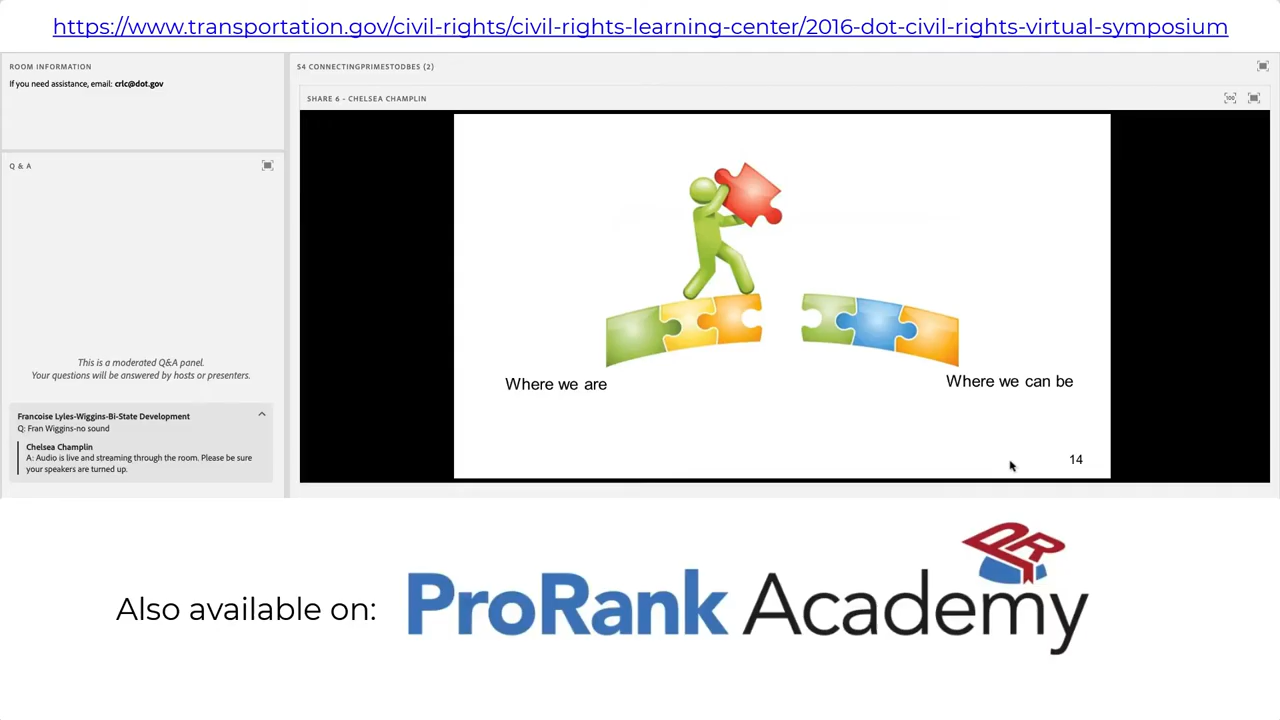 https://www.transportation.gov/civil-rights/civil-rights-learning-center/2016-dot-civil-rights-virtual-symposium
ROOM INFORMATION
If you need assistance, email: crlc@dot.gov
Q & A
This is a moderated Q&A panel.
Your questions will be answered by hosts or presenters.
Francoise Lyles-Wiggins-Bi-State Development
Q: Fran Wiggins-no sound
Chelsea Champlin
A: Audio is live and streaming through the room. Please be sure
your speakers are turned up.
S4 CONNECTINGPRIMESTODBES (2)
SHARE 6 - CHELSEA CHAMPLIN
100
Where we are
Where we can be
14
Also available on:
ProRank Academy
PR